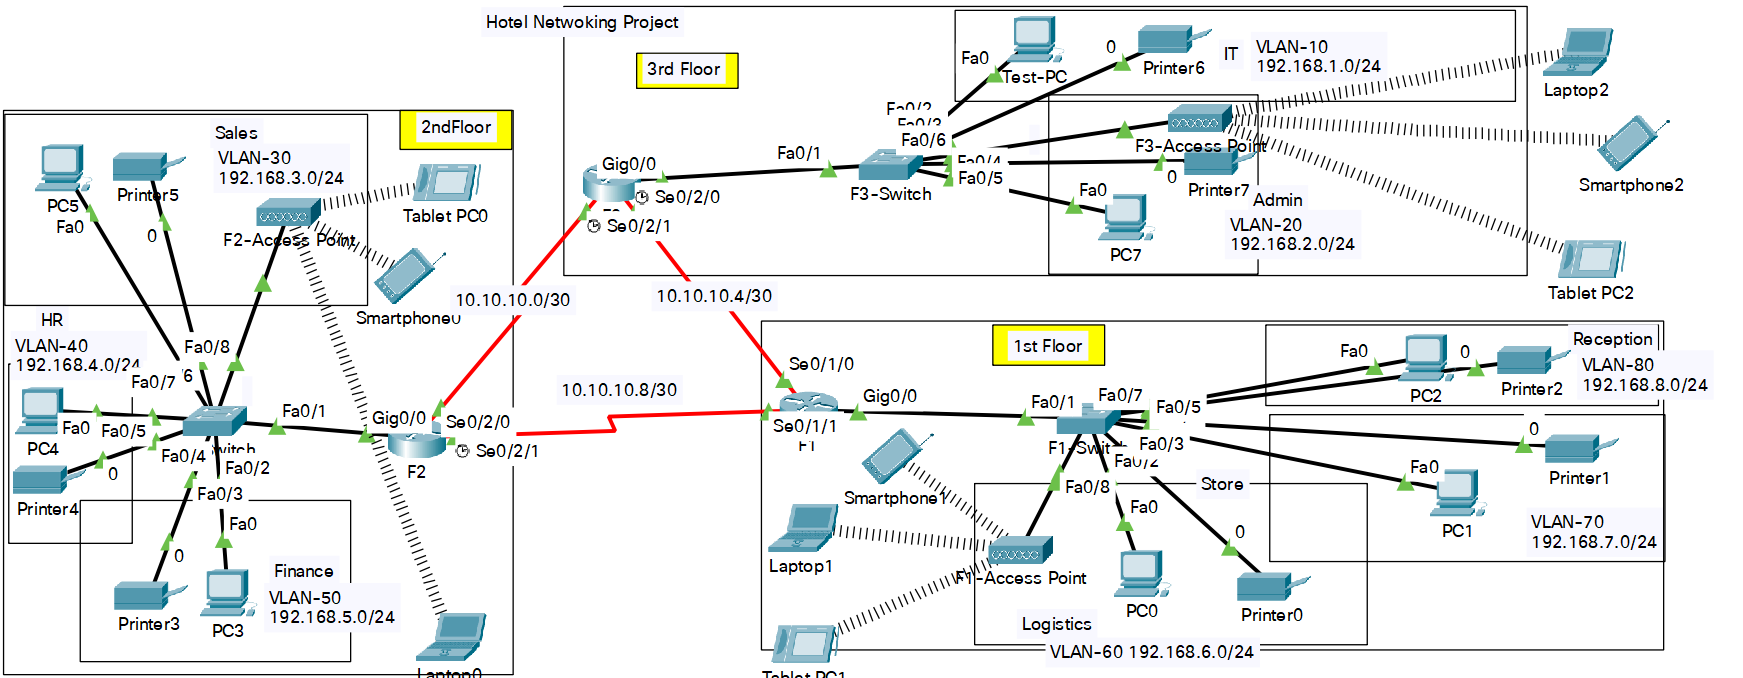 Hotel Netwoking Project
3rd Floor
Fa0
Test-PC
0
Printer6
IT
VLAN-10
192.168.1.0/24
Laptop2
Fa0/2
Fa0/3
Fa0/6
F3-Access Point
Smartphone2
Gig0/0
Fa0/1
F3-Switch
Fa0/4
Fa0/5
0
Printer7
Se0/2/0
Se0/2/1
Fa0
PC7
Admin
VLAN-20
192.168.2.0/24
Tablet PC2
2ndFloor
Sales
VLAN-30
192.168.3.0/24
PC5
Fa0
Printer5
0
F2-Access Point
Tablet PC0
Smartphone0
10.10.10.0/30
10.10.10.4/30
10.10.10.8/30
HR
VLAN-40
192.168.4.0/24
Fa0/8
Fa0/7
Fa0
PC4
Fa0/5
Fa0/1
Fa0/4
Fa0/2
Fa0/3
0
Printer4
Gig0/0
Se0/2/0
Se0/2/1
F2
Fa0
0
Printer3
PC3
Finance
VLAN-50
192.168.5.0/24
Laptop0
1st Floor
Se0/1/0
Gig0/0
Se0/1/1
F1
Fa0/1
Fa0/7
Fa0/5
Fa0/3
F1-Switch
Fa0/2
Fa0/8
Fa0
PC2
0
Printer2
Reception
VLAN-80
192.168.8.0/24
0
Printer1
Fa0
PC1
VLAN-70
192.168.7.0/24
Store
Smartphone1
Laptop1
F1-Access Point
Tablet PC1
Fa0
PC0
0
Printer0
Logistics
VLAN-60 192.168.6.0/24